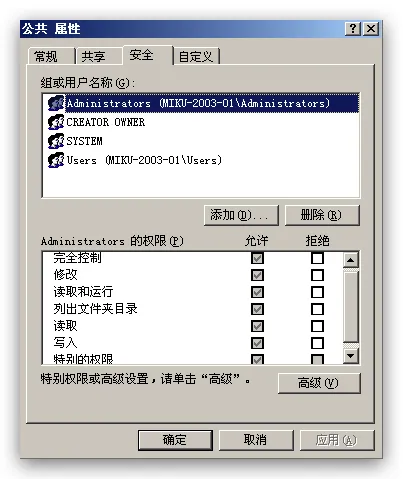 公共 属性
常规 共享 安全 自定义
组或用户名称(G):
Administrators (MIKU-2003-01\Administrators)
CREATOR OWNER
SYSTEM
Users (MIKU-2003-01\Users)
添加(D)... 删除(R)
Administrators 的权限(P) 允许 拒绝
完全控制
修改
读取和运行
列出文件夹目录
读取
写入
特别的权限
特别权限或高级设置，请单击“高级”。
高级(V)
确定 取消 应用(A)